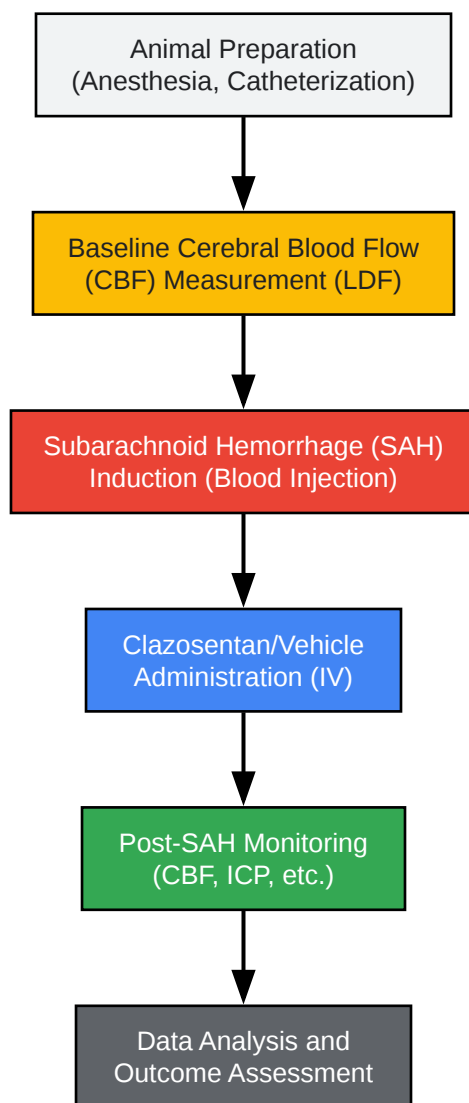 Animal Preparation
(Anesthesia, Catheterization)
Baseline Cerebral Blood Flow
(CBF) Measurement (LDF)
Subarachnoid Hemorrhage (SAH)
Induction (Blood Injection)
Clazosentan/Vehicle
Administration (IV)
Post-SAH Monitoring
(CBF, ICP, etc.)
Data Analysis and
Outcome Assessment